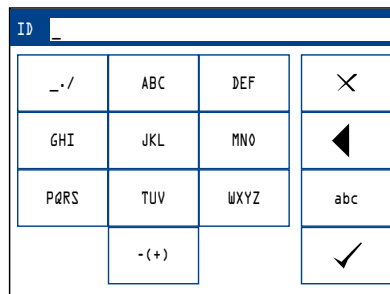 ID _
_./ ABC DEF
GHI JKL MNO
PQRS TUV WXYZ abc
-(+)